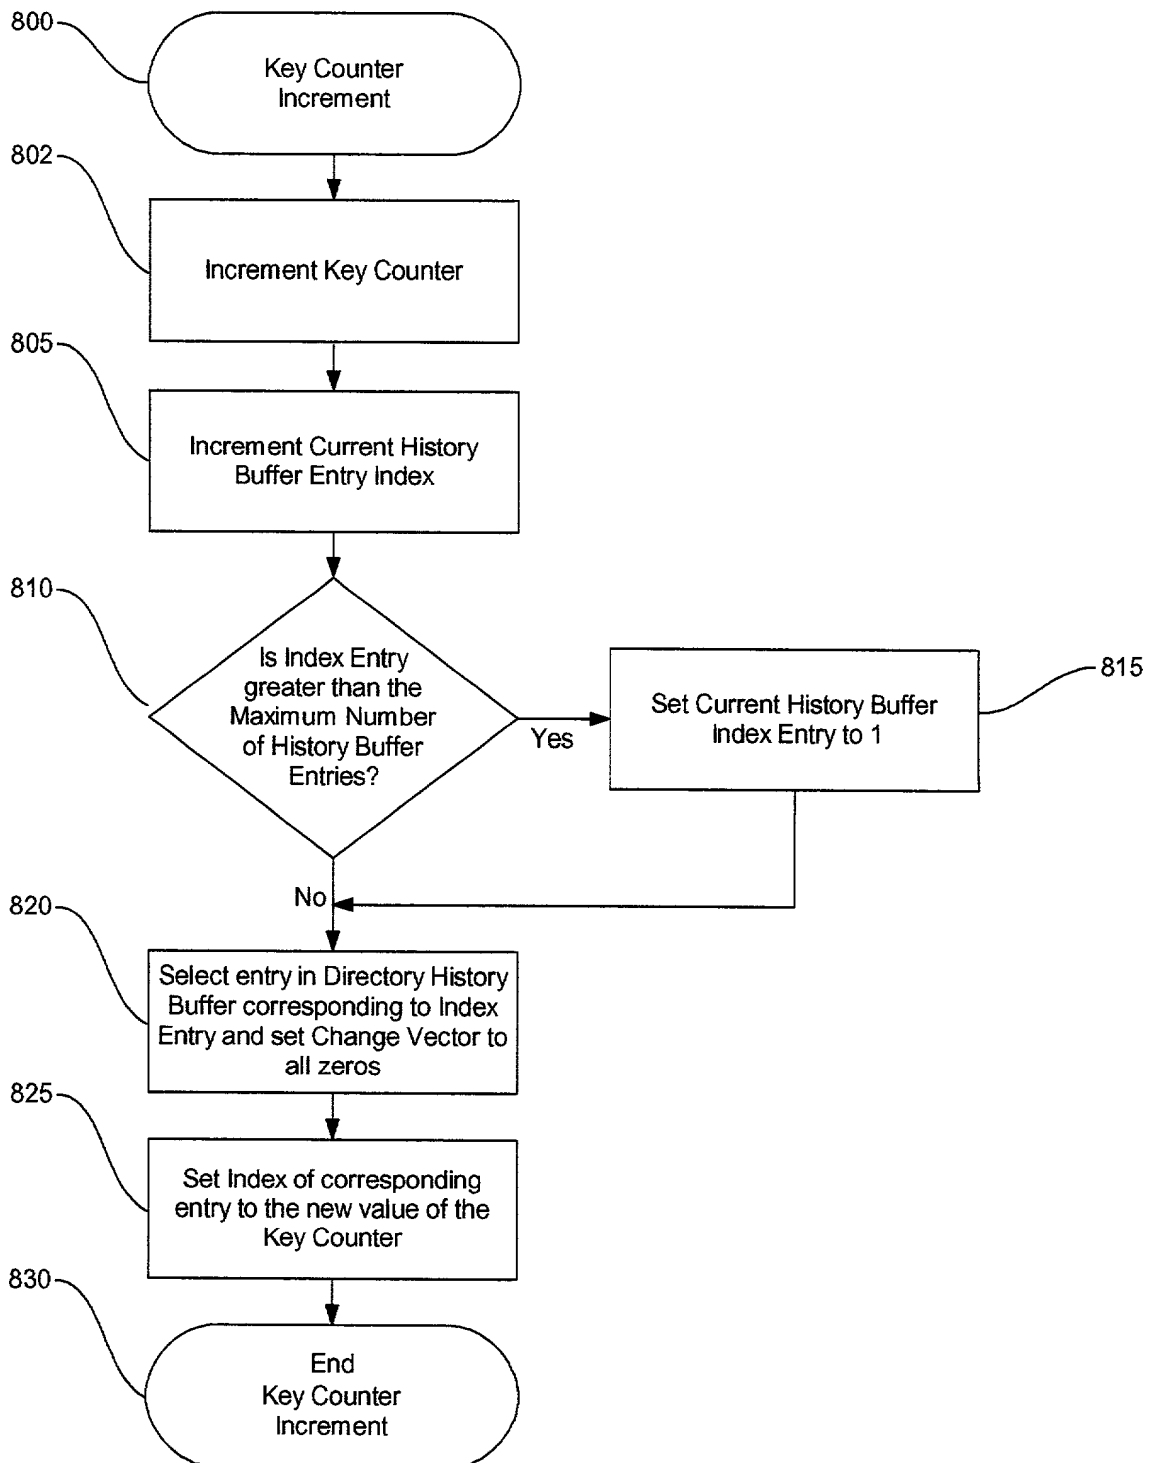 800
Key Counter
Increment
802
Increment Key Counter
805
Increment Current History
Buffer Entry Index
810
Is Index Entry
greater than the
Maximum Number
of History Buffer
Entries?
Yes
Set Current History Buffer
Index Entry to 1
815
No
820
Select entry in Directory History
Buffer corresponding to Index
Entry and set Change Vector to
all zeros
825
Set Index of corresponding
entry to the new value of the
Key Counter
830
End
Key Counter
Increment